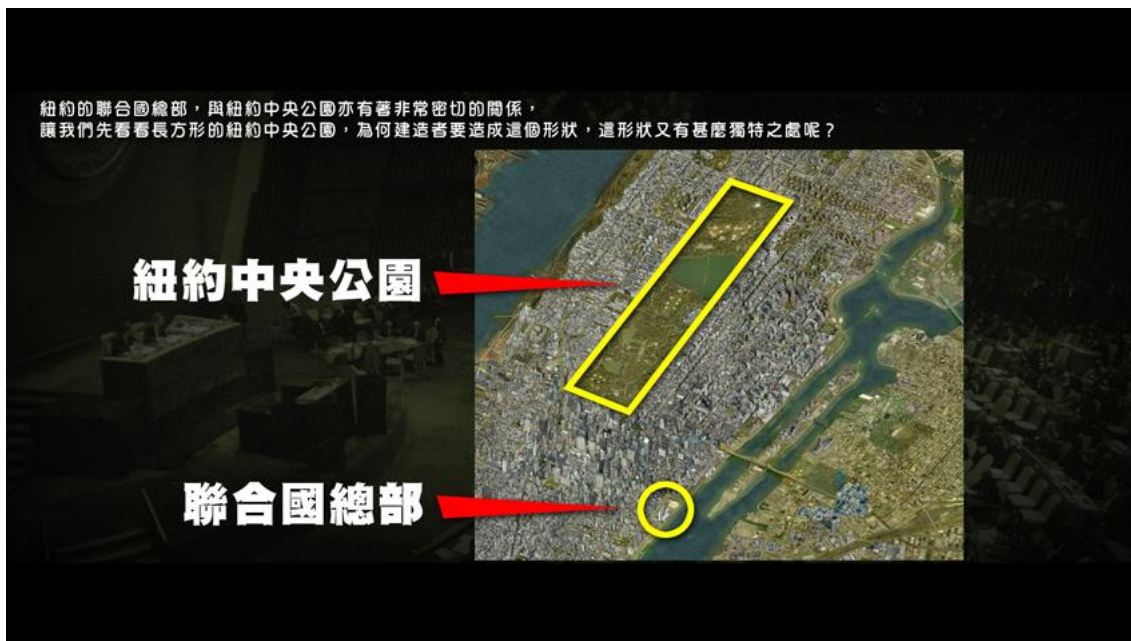 紐約的聯合國總部，與紐約中央公園亦有著非常密切的關係，
讓我們先看看長方形的紐約中央公園，為何建造者要造成這個形狀，這形狀又有甚麼獨特之處呢？
紐約中央公園
聯合國總部